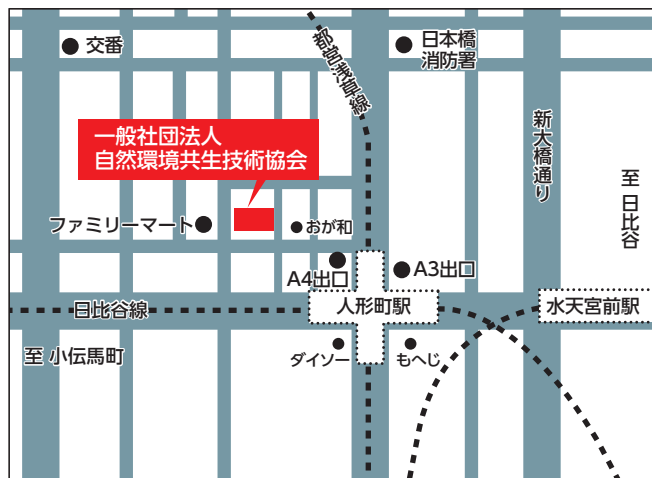 交番
日本橋
消防署
都営浅草線
一般社団法人
自然環境共生技術協会
新大橋通り
至 日比谷
ファミリーマート
おが和
A4出口
A3出口
日比谷線
人形町駅
水天宮前駅
至 小伝馬町
ダイソー
もへじ